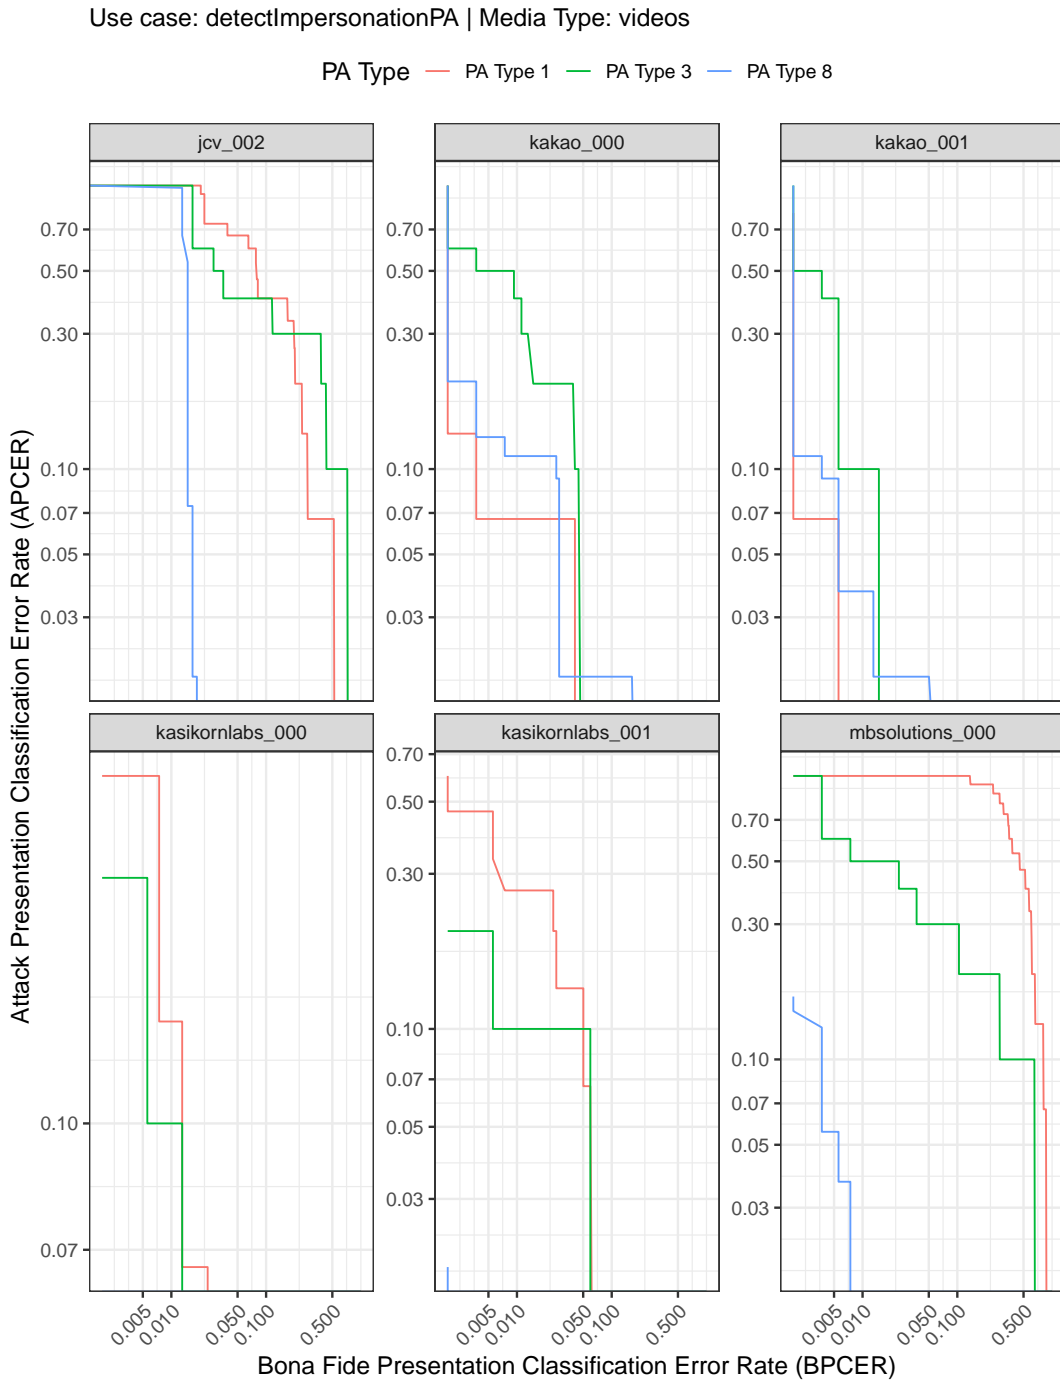 Use case: detectImpersonationPA | Media Type: videos
PA Type PA Type 1 PA Type 3 PA Type 8
jcv_002 kakao_000 kakao_001
0.70 0.70 0.70
0.50 0.50 0.50
0.30 0.30 0.30
0.10 0.10 0.10
0.07 0.07 0.07
0.05 0.05 0.05
0.03 0.03 0.03
Attack Presentation Classification Error Rate (APCER)
kasikornlabs_000 kasikornlabs_001 mbsolutions_000
0.10
0.07
0.70
0.50
0.30
0.10
0.07
0.05
0.03
0.70
0.50
0.30
0.10
0.07
0.05
0.03
0.005 0.010 0.050 0.100 0.500 0.005 0.010 0.050 0.100 0.500 0.005 0.010 0.050 0.100 0.500
Bona Fide Presentation Classification Error Rate (BPCER)